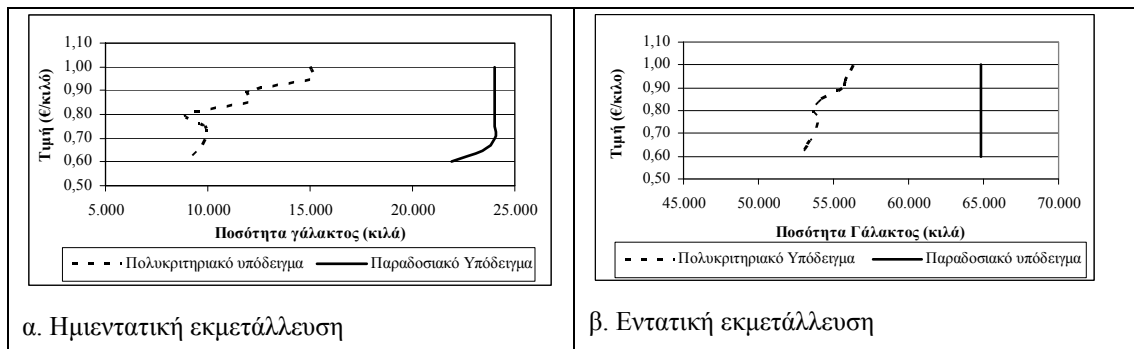 Τιμή (€/κιλό)
1,10
1,00
0,90
0,80
0,70
0,60
0,50
5.000 10.000 15.000 20.000 25.000
Ποσότητα γάλακτος (κιλά)
Πολυκριτηριακό υπόδειγμα Παραδοσιακό Υπόδειγμα
α. Ημιεντατική εκμετάλλευση
Τιμή (€/κιλο)
1,10
1,00
0,90
0,80
0,70
0,60
0,50
45.000 50.000 55.000 60.000 65.000 70.000
Ποσότητα Γάλακτος (κιλά)
Πολυκριτηριακό Υπόδειγμα Παραδοσιακό υπόδειγμα
β. Εντατική εκμετάλλευση